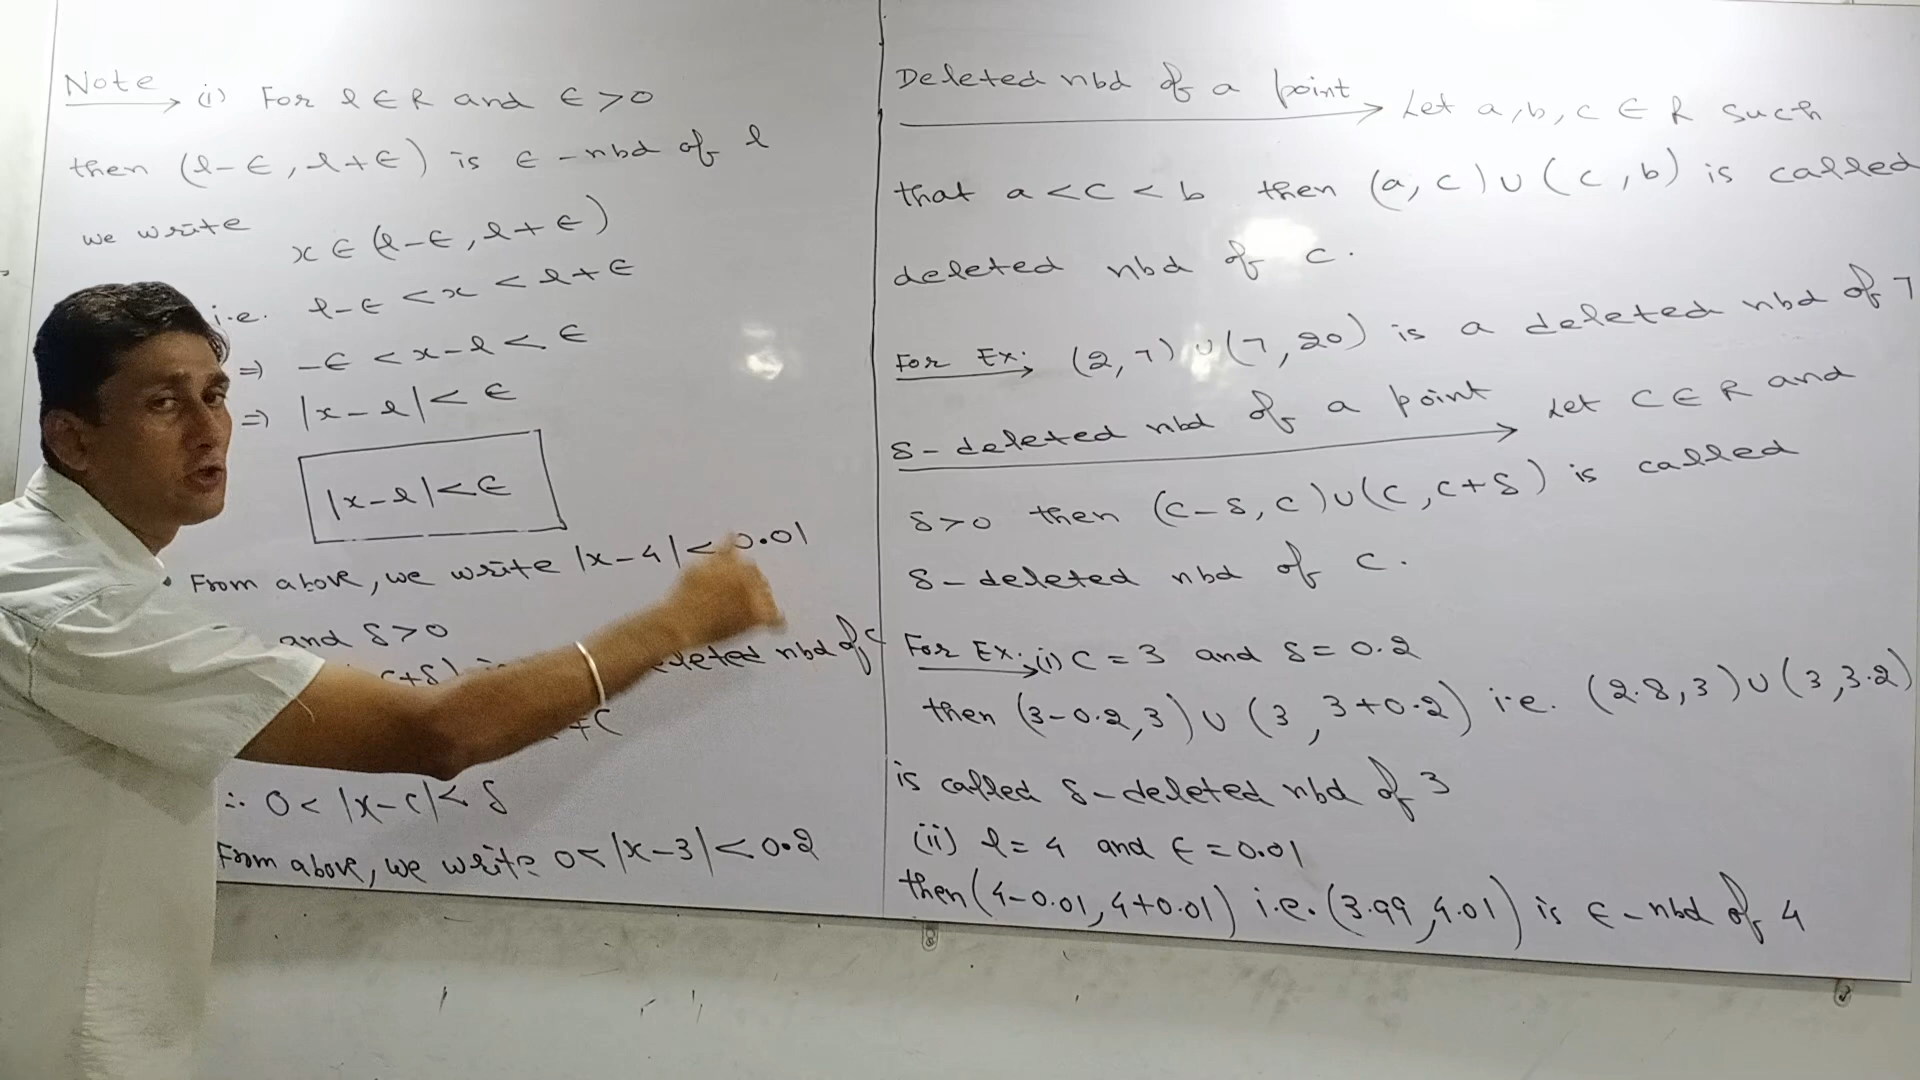 Note → (i) For l ∈ R and ε > 0
then (l-ε, l+ε) is ε-nbd of l
we write
x ∈ (l-ε, l+ε)
i.e. l-ε < x < l+ε
⇒ -ε < x-l < ε
⇒ |x-l| < ε
|x-l| < ε
From above, we write |x-4| < 0.01
and δ>0
c+δ)
nbd of c
≠ c
∴ 0 < |x-c| < δ
From above, we write 0 < |x-3| < 0.2
Deleted nbd of a point → Let a, b, c ∈ R such
that a < c < b then (a, c) ∪ (c, b) is called
deleted nbd of c.
For Ex: (2, 7) ∪ (7, 20) is a deleted nbd of 7
δ-deleted nbd of a point → Let c ∈ R and
δ>0 then (c-δ, c) ∪ (c, c+δ) is called
δ-deleted nbd of c.
For Ex: (i) c = 3 and δ = 0.2
then (3-0.2, 3) ∪ (3, 3+0.2) i.e. (2.8, 3) ∪ (3, 3.2)
is called δ-deleted nbd of 3
(ii) l = 4 and ε = 0.01
then (4-0.01, 4+0.01) i.e. (3.99, 4.01) is ε-nbd of 4